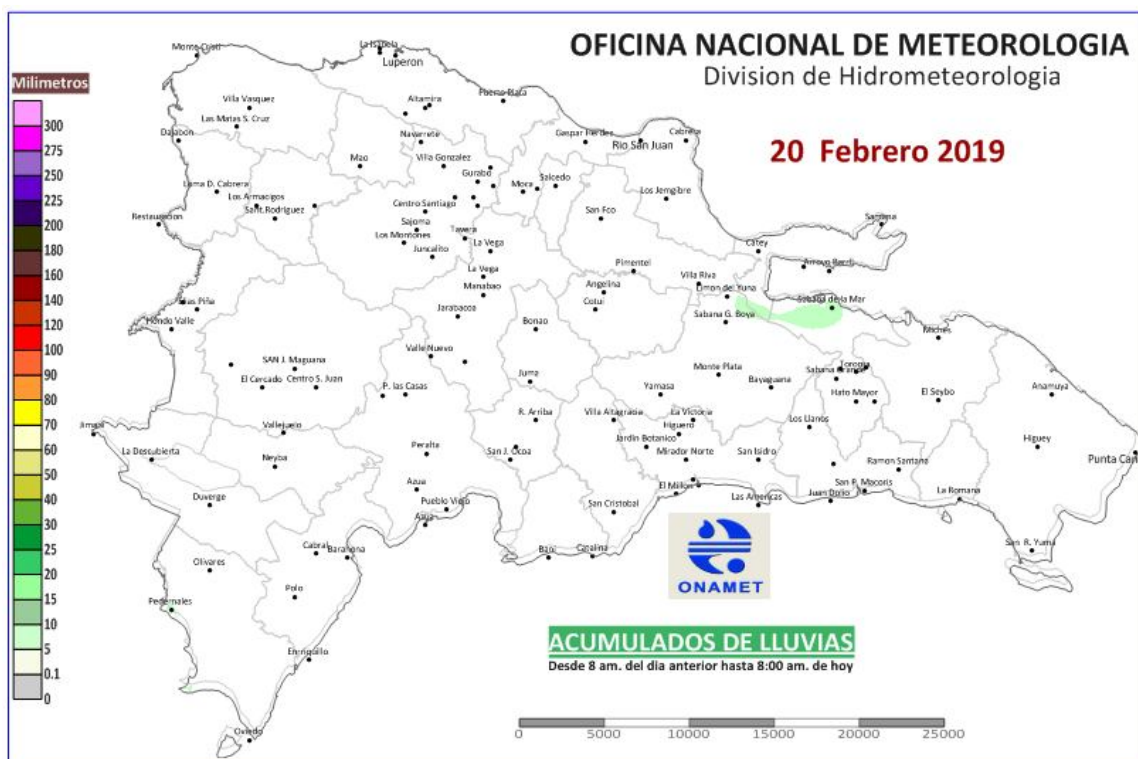 OFICINA NACIONAL DE METEOROLOGIA
Division de Hidrometeorologia
20 Febrero 2019
Milimetros
300
275
250
225
200
180
160
140
120
100
90
80
70
60
50
40
30
25
20
15
10
5
0.1
0
Monte Cristi
La Isabela
Luperon
Villa Vasquez
Altamira
Puerto Plata
Las Matas S. Cruz
Dajabon
Navarrete
Gaspar Herdez
Rio San Juan
Cabrera
Mao
Villa Gonzalez
Gurabo
Loma D. Cabrera
Moca
Salcedo
Los Jemgibre
Los Armacigos
Sant.Rodriguez
Centro Santiago
San Fco
Restauracion
Sajoma
Samana
Los Montones
Tavera
Juncalito
La Vega
Catey
Arroyo Barril
La Vega
Pimentel
Villa Riva
Manabao
Angelina
Limon del Yuna
Cotui
Sabana de la Mar
Jarabacoa
Sabana G. Boya
Hondo Valle
Bonao
Miches
Valle Nuevo
SAN J. Maguana
Juma
Monte Plata
Bayaguana
El Cercado
Centro S. Juan
P. las Casas
Yamasa
Hato Mayor
El Seybo
Anamuya
R. Arriba
Villa Altagracia
La Victoria
Los Llanos
Jimani
Vallejuelo
Higuero
Jardin Botanico
Higuey
La Descubierta
Peralta
San J. Ocoa
Mirador Norte
San Isidro
Punta Can
Neyba
Ramon Santana
Duverge
Azua
Pueblo Viejo
El Millon
San P. Macoris
Juan Dolio
La Romana
Las Americas
San Cristobal
Cabral
Barahona
Bani
Catalina
San R. Yuma
Olivares
Polo
Pedernales
Enriquillo
Oviedo
ONAMET
ACUMULADOS DE LLUVIAS
Desde 8 am. del dia anterior hasta 8:00 am. de hoy
0
5000
10000
15000
20000
25000